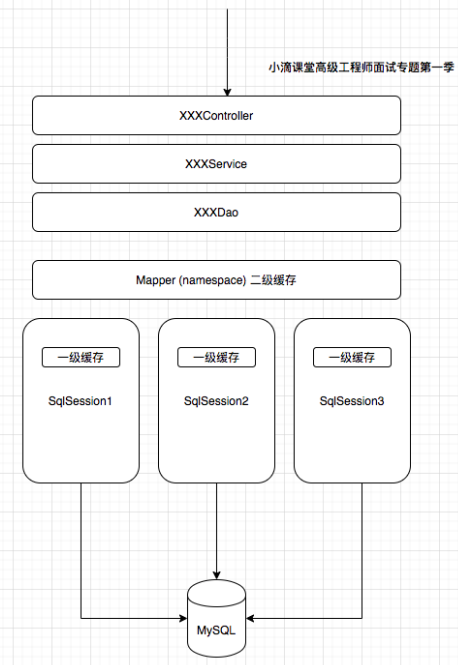 小滴课堂高级工程师面试专题第一季
XXXController
XXXService
XXXDao
Mapper (namespace) 二级缓存
一级缓存
一级缓存
一级缓存
SqlSession1
SqlSession2
SqlSession3
MySQL